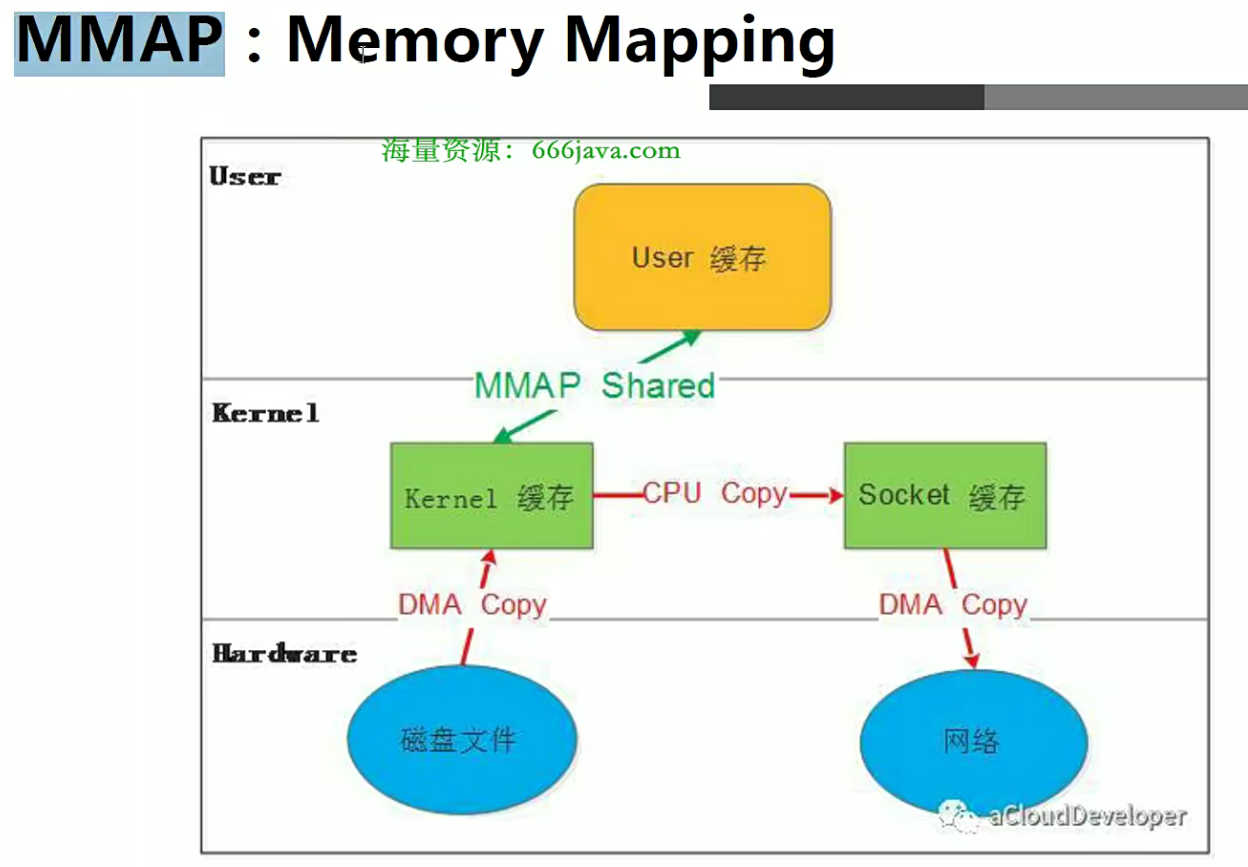 MMAP：Memory Mapping
海量资源：666java.com
User
User 缓存
MMAP Shared
Kernel
Kernel 缓存
CPU Copy
Socket 缓存
DMA Copy
DMA Copy
Hardware
磁盘文件
网络
aCloudDeveloper